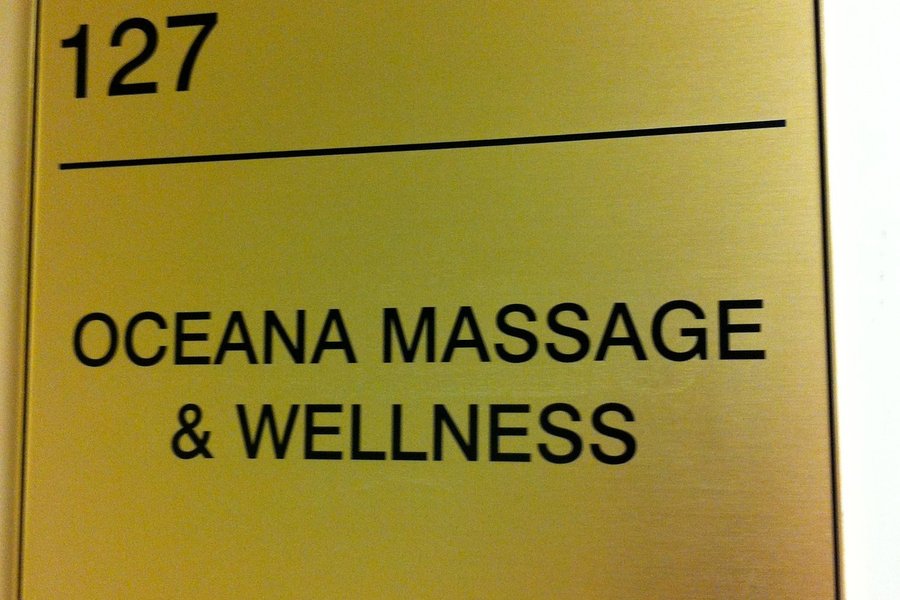 127
OCEANA MASSAGE
& WELLNESS